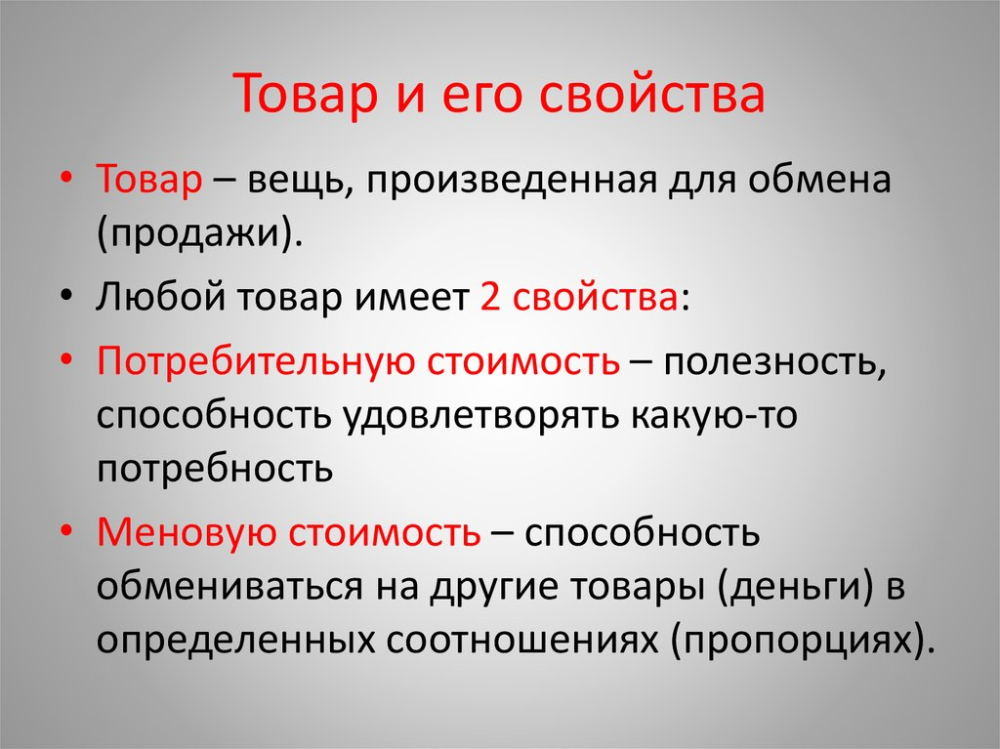 Товар и его свойства
• Товар – вещь, произведенная для обмена
(продажи).
• Любой товар имеет 2 свойства:
• Потребительную стоимость – полезность,
способность удовлетворять какую-то
потребность
• Меновую стоимость – способность
обмениваться на другие товары (деньги) в
определенных соотношениях (пропорциях).